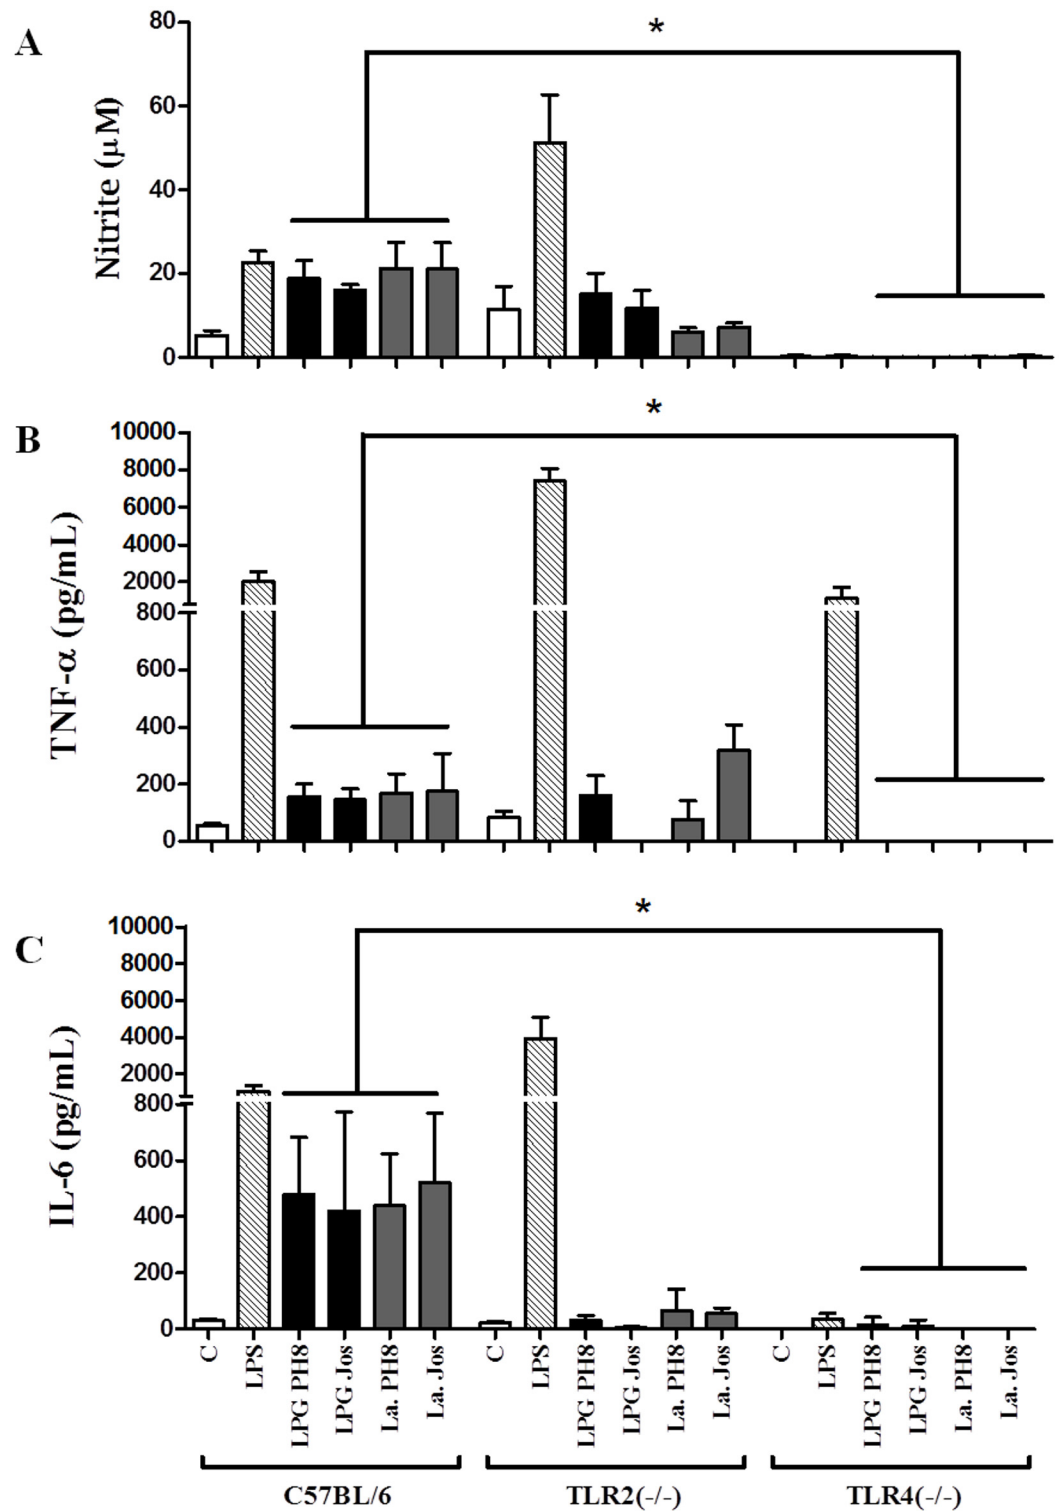 A
Nitrite (µM)
80
60
40
20
0
*
B
TNF-α (pg/mL)
10000
8000
6000
4000
2000
800
600
400
200
0
*
C
IL-6 (pg/mL)
10000
8000
6000
4000
2000
800
600
400
200
0
*
C
LPS
LPG PH8
LPG Jos
La. PH8
La. Jos
C
LPS
LPG PH8
LPG Jos
La. PH8
La. Jos
C
LPS
LPG PH8
LPG Jos
La. PH8
La. Jos
C57BL/6
TLR2(-/-)
TLR4(-/-)